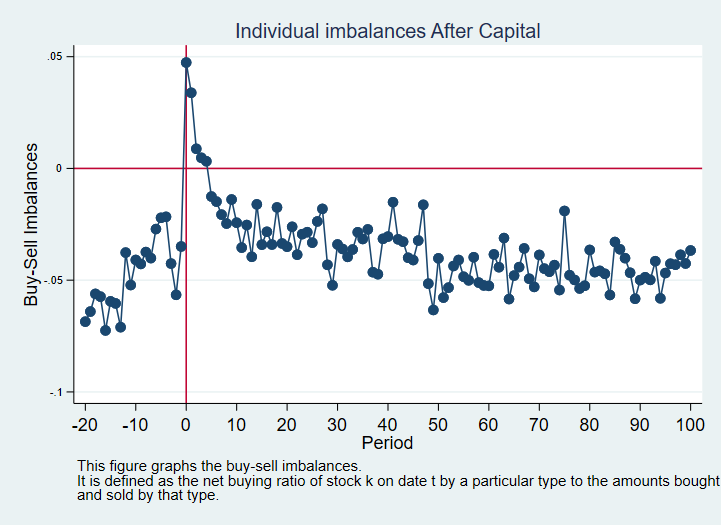 Individual imbalances After Capital
.05
0
-.05
-.1
Buy-Sell Imbalances
-20 -10 0 10 20 30 40 50 60 70 80 90 100
Period
This figure graphs the buy-sell imbalances.
It is defined as the net buying ratio of stock k on date t by a particular type to the amounts bought
and sold by that type.